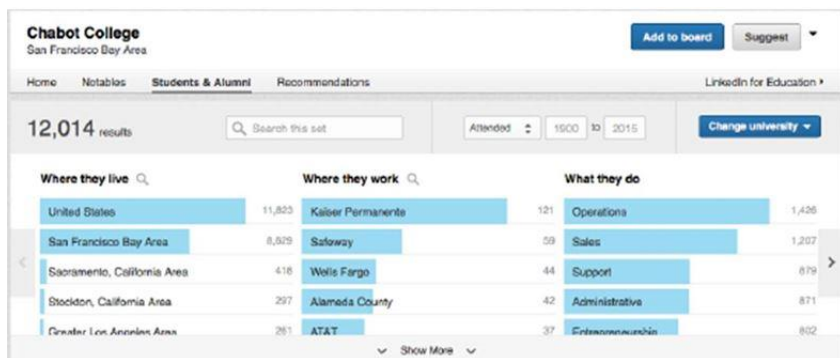 Chabot College
San Francisco Bay Area
Add to board
Suggest
Home Notables Students & Alumni Recommendations LinkedIn for Education
12,014 results
Search this set
Attended 1900 to 2015
Change university
Where they live Where they work What they do
United States 11,823 Kaiser Permanente 121 Operations 1,426
San Francisco Bay Area 8,629 Safeway 59 Sales 1,207
Sacramento, California Area 418 Wells Fargo 44 Support 879
Stockton, California Area 297 Alameda County 42 Administrative 871
Greater Los Angeles Area 261 AT&T 37 Entrepreneurship 802
Show More